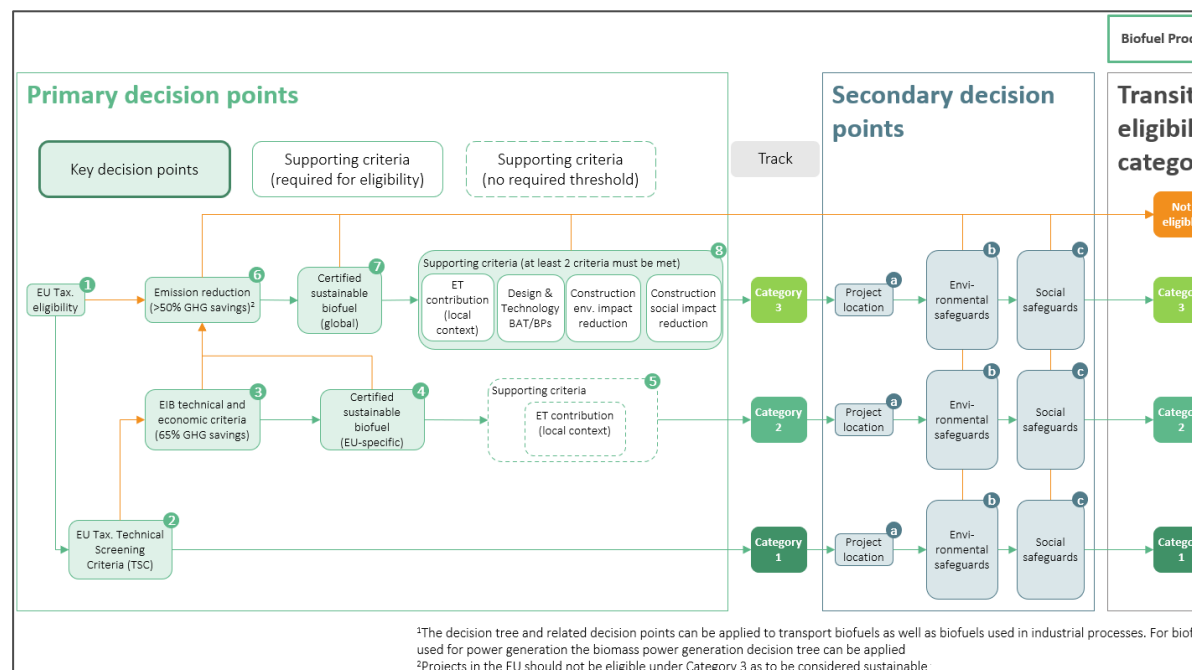 Biofuel Proc
Primary decision points
Secondary decision
points
Transit
eligibil
catego
Key decision points
Supporting criteria
(required for eligibility)
Supporting criteria
(no required threshold)
Track
Not
eligible
1
EU Tax.
eligibility
6
Emission reduction
(>50% GHG savings)²
7
Certified
sustainable
biofuel
(global)
8
Supporting criteria (at least 2 criteria must be met)
ET
contribution
(local
context)
Design &
Technology
BAT/BPs
Construction
env. impact
reduction
Construction
social impact
reduction
Category
3
a
Project
location
b
Envi-
ronmental
safeguards
c
Social
safeguards
Catego
3
3
EIB technical and
economic criteria
(65% GHG savings)
4
Certified
sustainable
biofuel
(EU-specific)
5
Supporting criteria
ET contribution
(local context)
Category
2
a
Project
location
b
Envi-
ronmental
safeguards
c
Social
safeguards
Catego
2
2
EU Tax. Technical
Screening
Criteria (TSC)
Category
1
a
Project
location
b
Envi-
ronmental
safeguards
c
Social
safeguards
Catego
1
¹The decision tree and related decision points can be applied to transport biofuels as well as biofuels used in industrial processes. For biof
used for power generation the biomass power generation decision tree can be applied
²Projects in the EU should not be eligible under Category 3 as to be considered sustainable